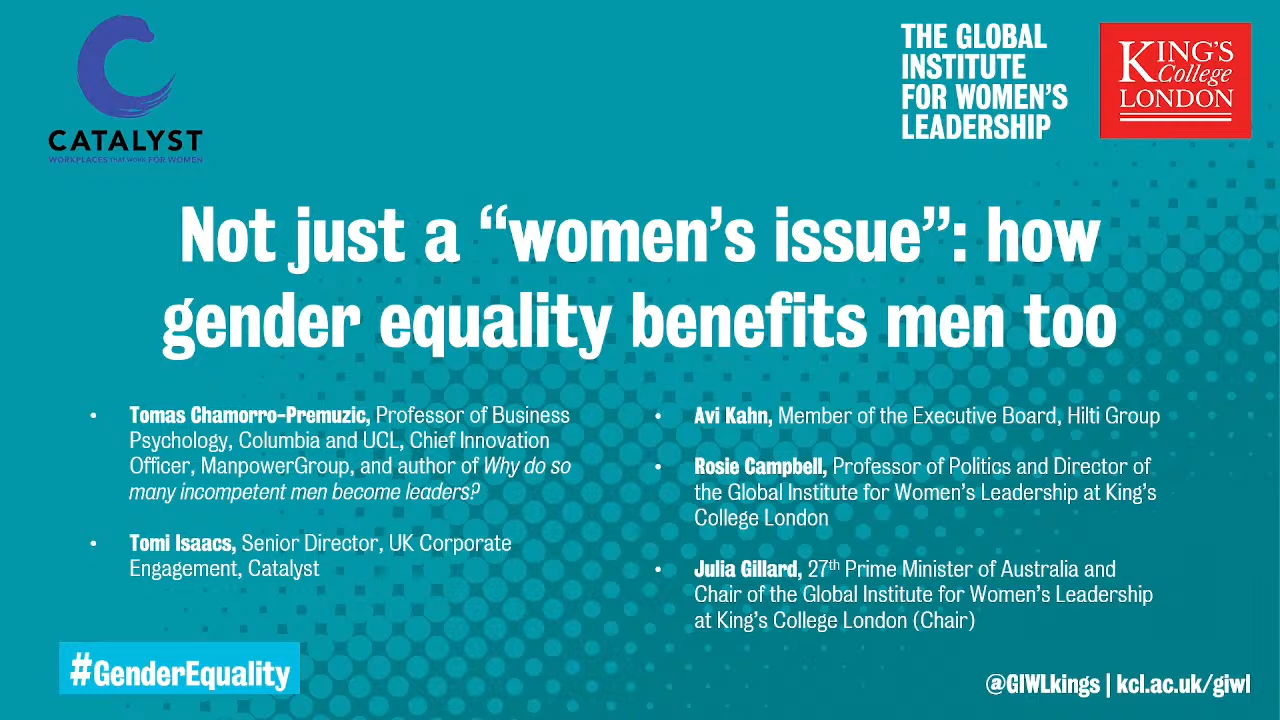 CATALYST
WORKPLACES THAT WORK FOR WOMEN
THE GLOBAL
INSTITUTE
FOR WOMEN'S
LEADERSHIP
KING'S
College
LONDON
Not just a “women’s issue”: how
gender equality benefits men too
• Tomas Chamorro-Premuzic, Professor of Business
Psychology, Columbia and UCL, Chief Innovation
Officer, ManpowerGroup, and author of Why do so
many incompetent men become leaders?
• Tomi Isaacs, Senior Director, UK Corporate
Engagement, Catalyst
• Avi Kahn, Member of the Executive Board, Hilti Group
• Rosie Campbell, Professor of Politics and Director of
the Global Institute for Women’s Leadership at King’s
College London
• Julia Gillard, 27th Prime Minister of Australia and
Chair of the Global Institute for Women’s Leadership
at King’s College London (Chair)
#GenderEquality
@GIWLkings | kcl.ac.uk/giwl